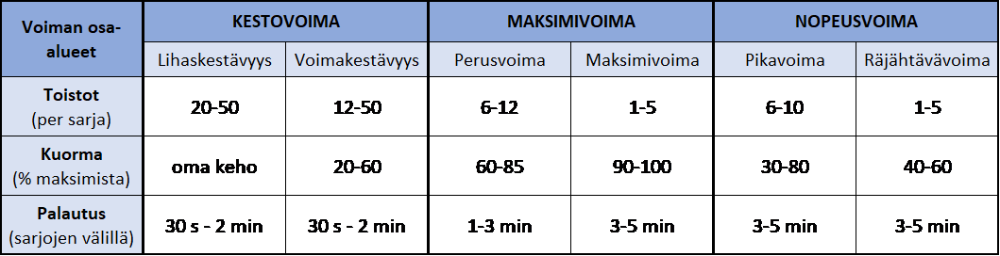 Voiman osa-alueet KESTOVOIMA MAKSIMIVOIMA NOPEUSVOIMA
Lihaskestävyys Voimakestävyys Perusvoima Maksimivoima Pikavoima Räjähtävävoima
Toistot
(per sarja) 20-50 12-50 6-12 1-5 6-10 1-5
Kuorma
(% maksimista) oma keho 20-60 60-85 90-100 30-80 40-60
Palautus
(sarjojen välillä) 30 s - 2 min 30 s - 2 min 1-3 min 3-5 min 3-5 min 3-5 min